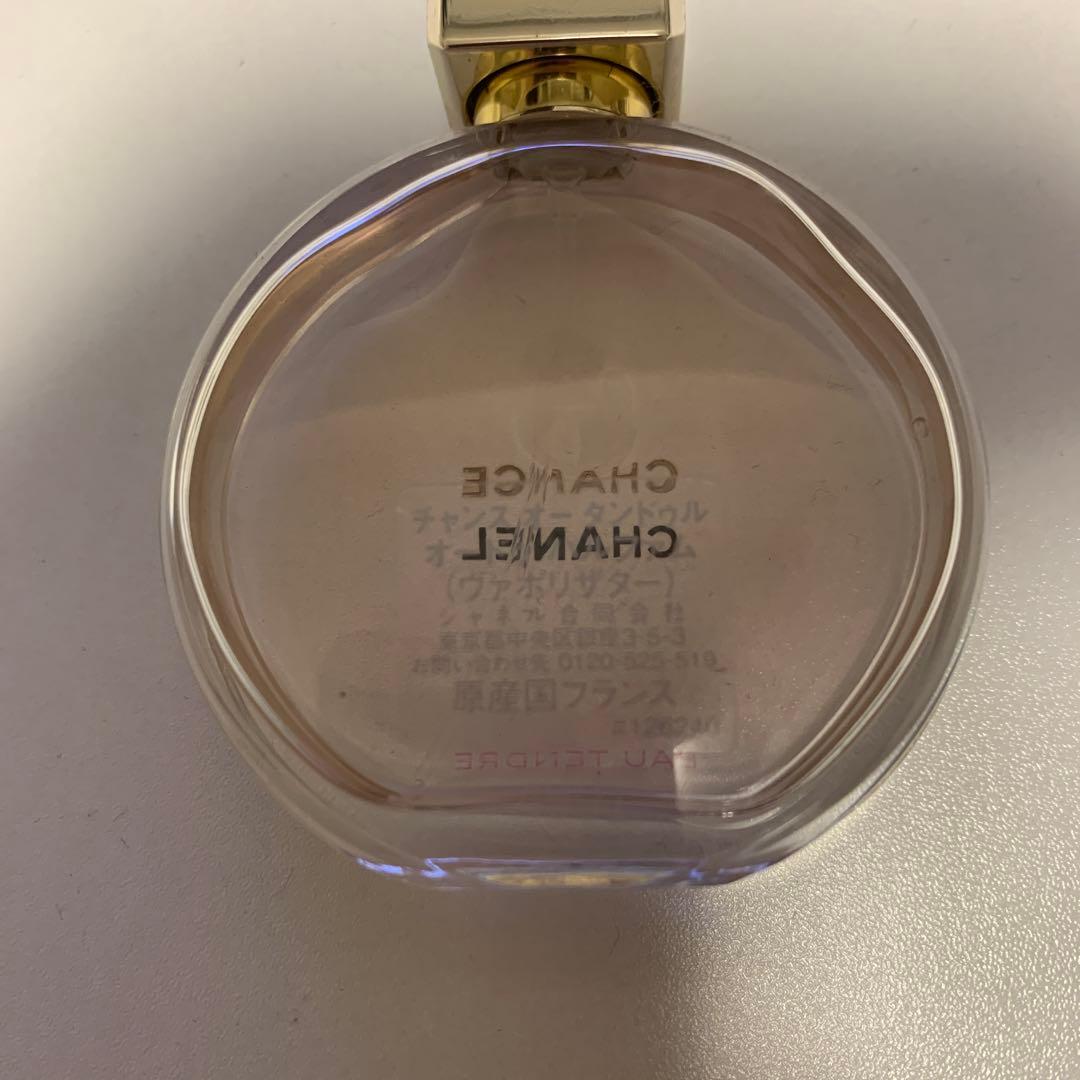 CHANCE
チャンス オー タンドゥル
CHANEL
オー
(ヴァポリザター)
シャネル合同会社
東京都中央区銀座3-5-3
お問い合わせ先 0120-525-519
原産国フランス
#126240
EAU TENDRE